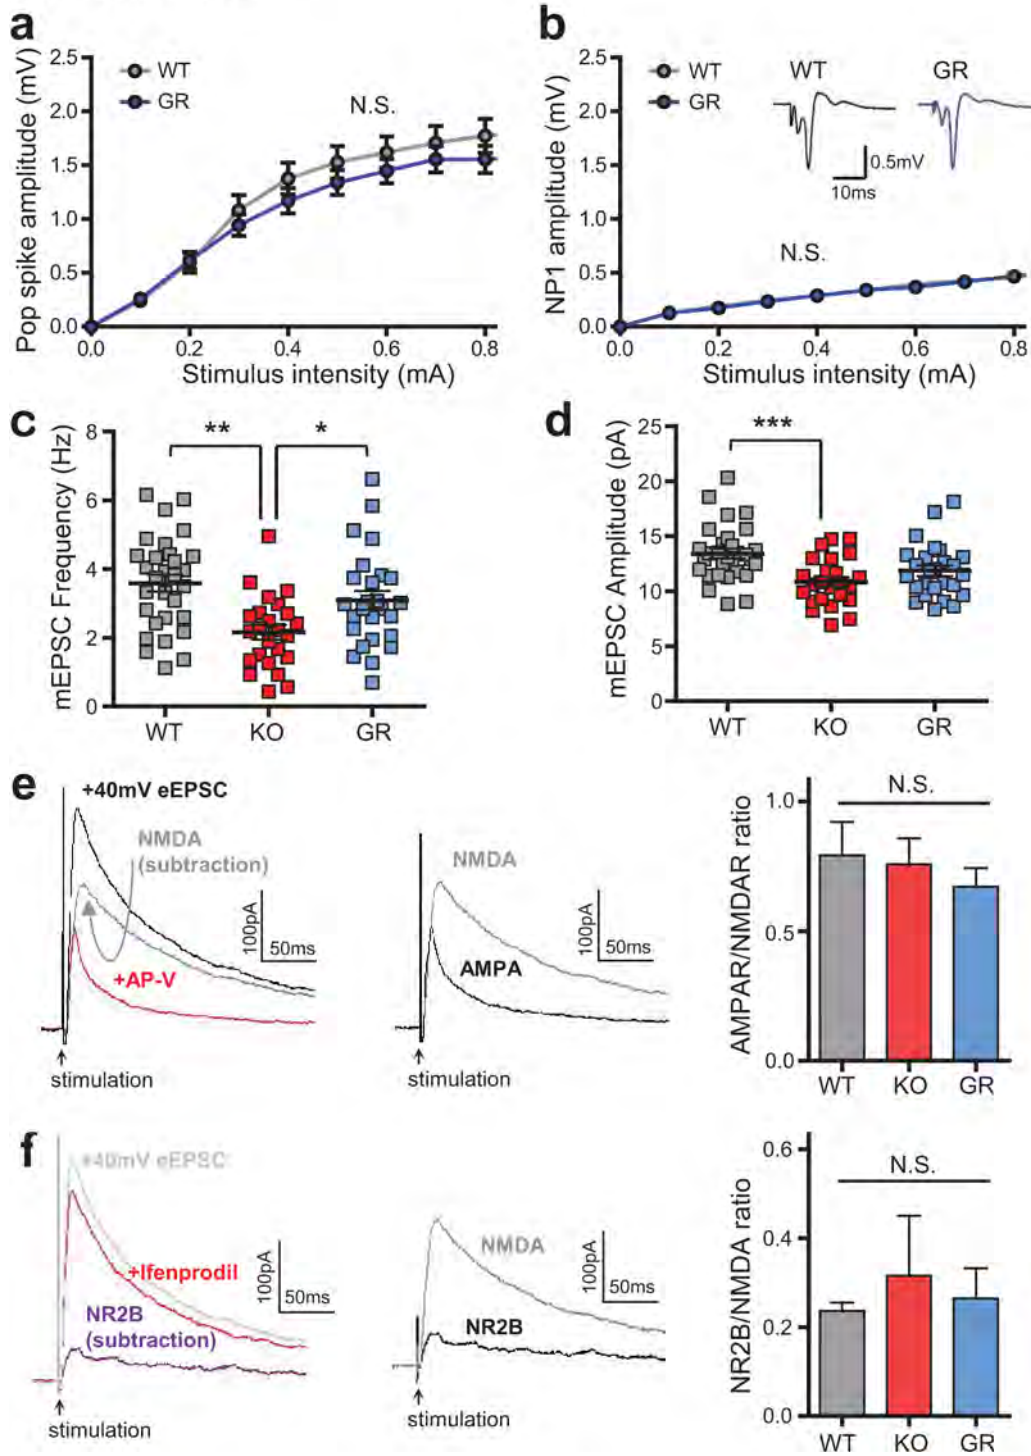 a
Pop spike amplitude (mV)
2.5
2.0
1.5
1.0
0.5
0.0
WT
GR
N.S.
0.0 0.2 0.4 0.6 0.8
Stimulus intensity (mA)
b
NP1 amplitude (mV)
2.5
2.0
1.5
1.0
0.5
0.0
WT
GR
WT
GR
0.5mV
10ms
N.S.
0.0 0.2 0.4 0.6 0.8
Stimulus intensity (mA)
c
mEPSC Frequency (Hz)
8
6
4
2
0
** *
WT KO GR
d
mEPSC Amplitude (pA)
25
20
15
10
5
0
***
WT KO GR
e
+40mV eEPSC
NMDA
(subtraction)
+AP-V
100pA
50ms
stimulation
NMDA
AMPA
100pA
50ms
stimulation
AMPAR/NMDAR ratio
1.0
0.5
0.0
N.S.
WT KO GR
f
+40mV eEPSC
+Ifenprodil
NR2B
(subtraction)
100pA
50ms
stimulation
NMDA
NR2B
100pA
50ms
stimulation
NR2B/NMDA ratio
0.6
0.4
0.2
0.0
N.S.
WT KO GR